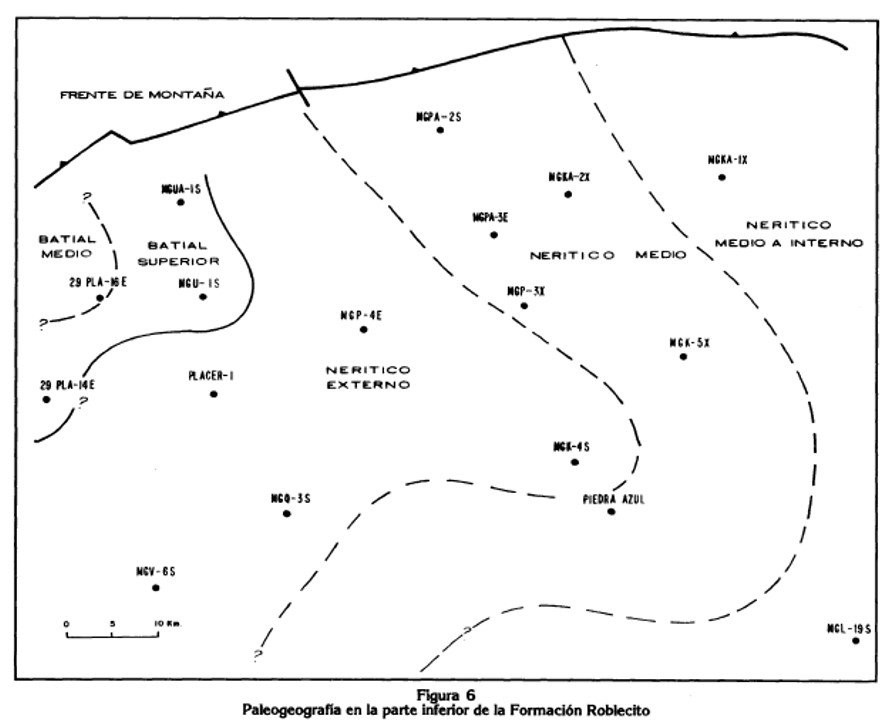 FRENTE DE MONTAÑA
MGPA-2S
MGKA-1X
MGKA-2X
MGUA-1S
?
MGPA-3E
NERITICO
MEDIO A INTERNO
BATIAL
MEDIO
BATIAL
SUPERIOR
NERITICO MEDIO
29 PLA-16E
MGU-1S
MGP-3X
MGP-4E
?
MGK-5X
NERITICO
EXTERNO
PLACER-1
29 PLA-14E
?
MGK-4S
MGO-3S
PIEDRA AZUL
MGV-6S
0 5 10 Km.
?
?
MGL-19S
Figura 6
Paleogeografía en la parte inferior de la Formación Roblecito